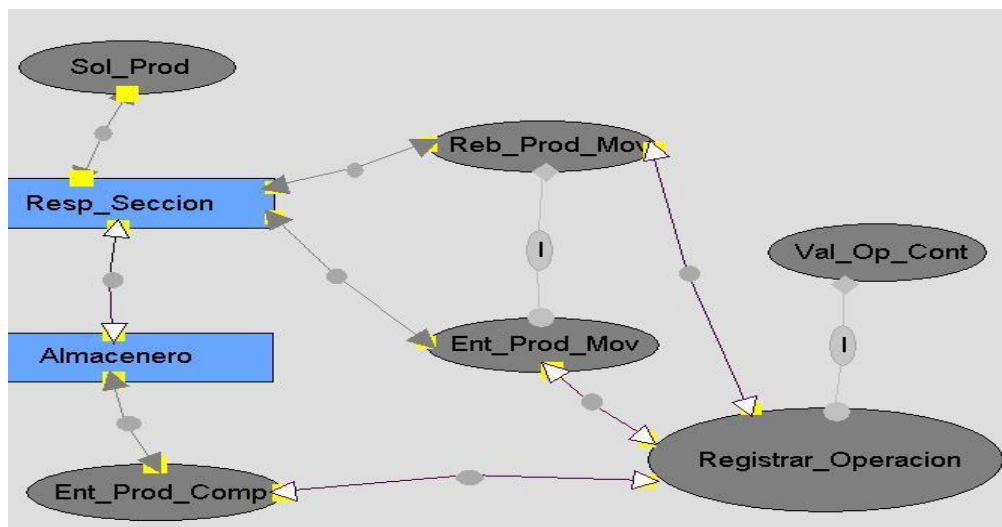 Sol_Prod
Reb_Prod_Mov
Resp_Seccion
I
Val_Op_Cont
Ent_Prod_Mov
I
Almacenero
Registrar_Operacion
Ent_Prod_Comp